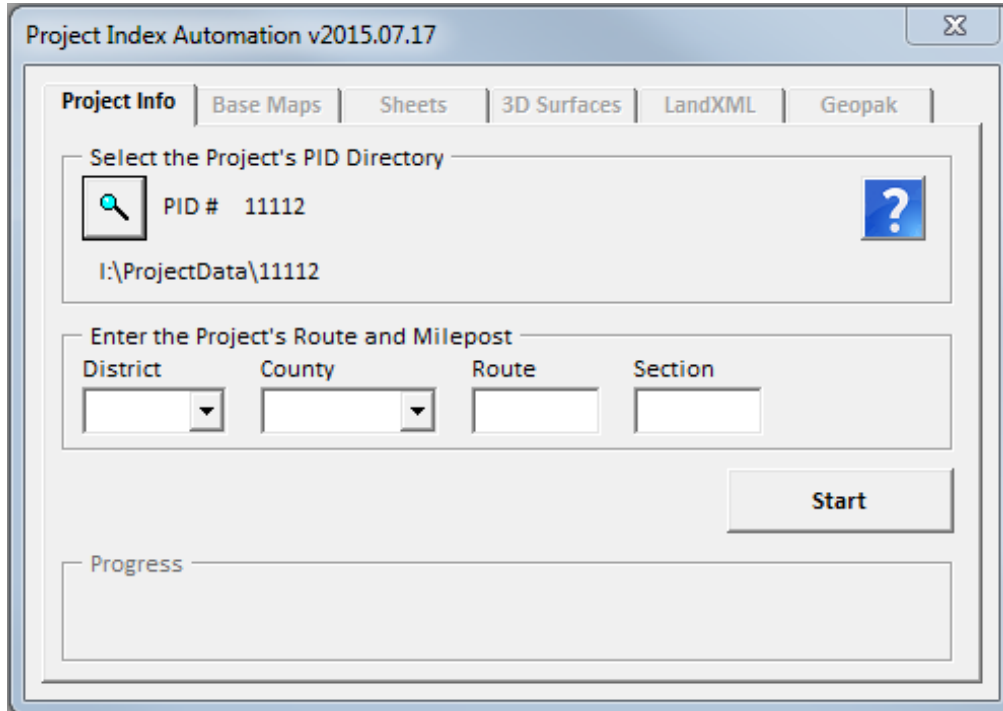 Project Index Automation v2015.07.17
Project Info Base Maps Sheets 3D Surfaces LandXML Geopak
Select the Project's PID Directory
PID # 11112
?
I:\ProjectData\11112
Enter the Project's Route and Milepost
District County Route Section
Start
Progress